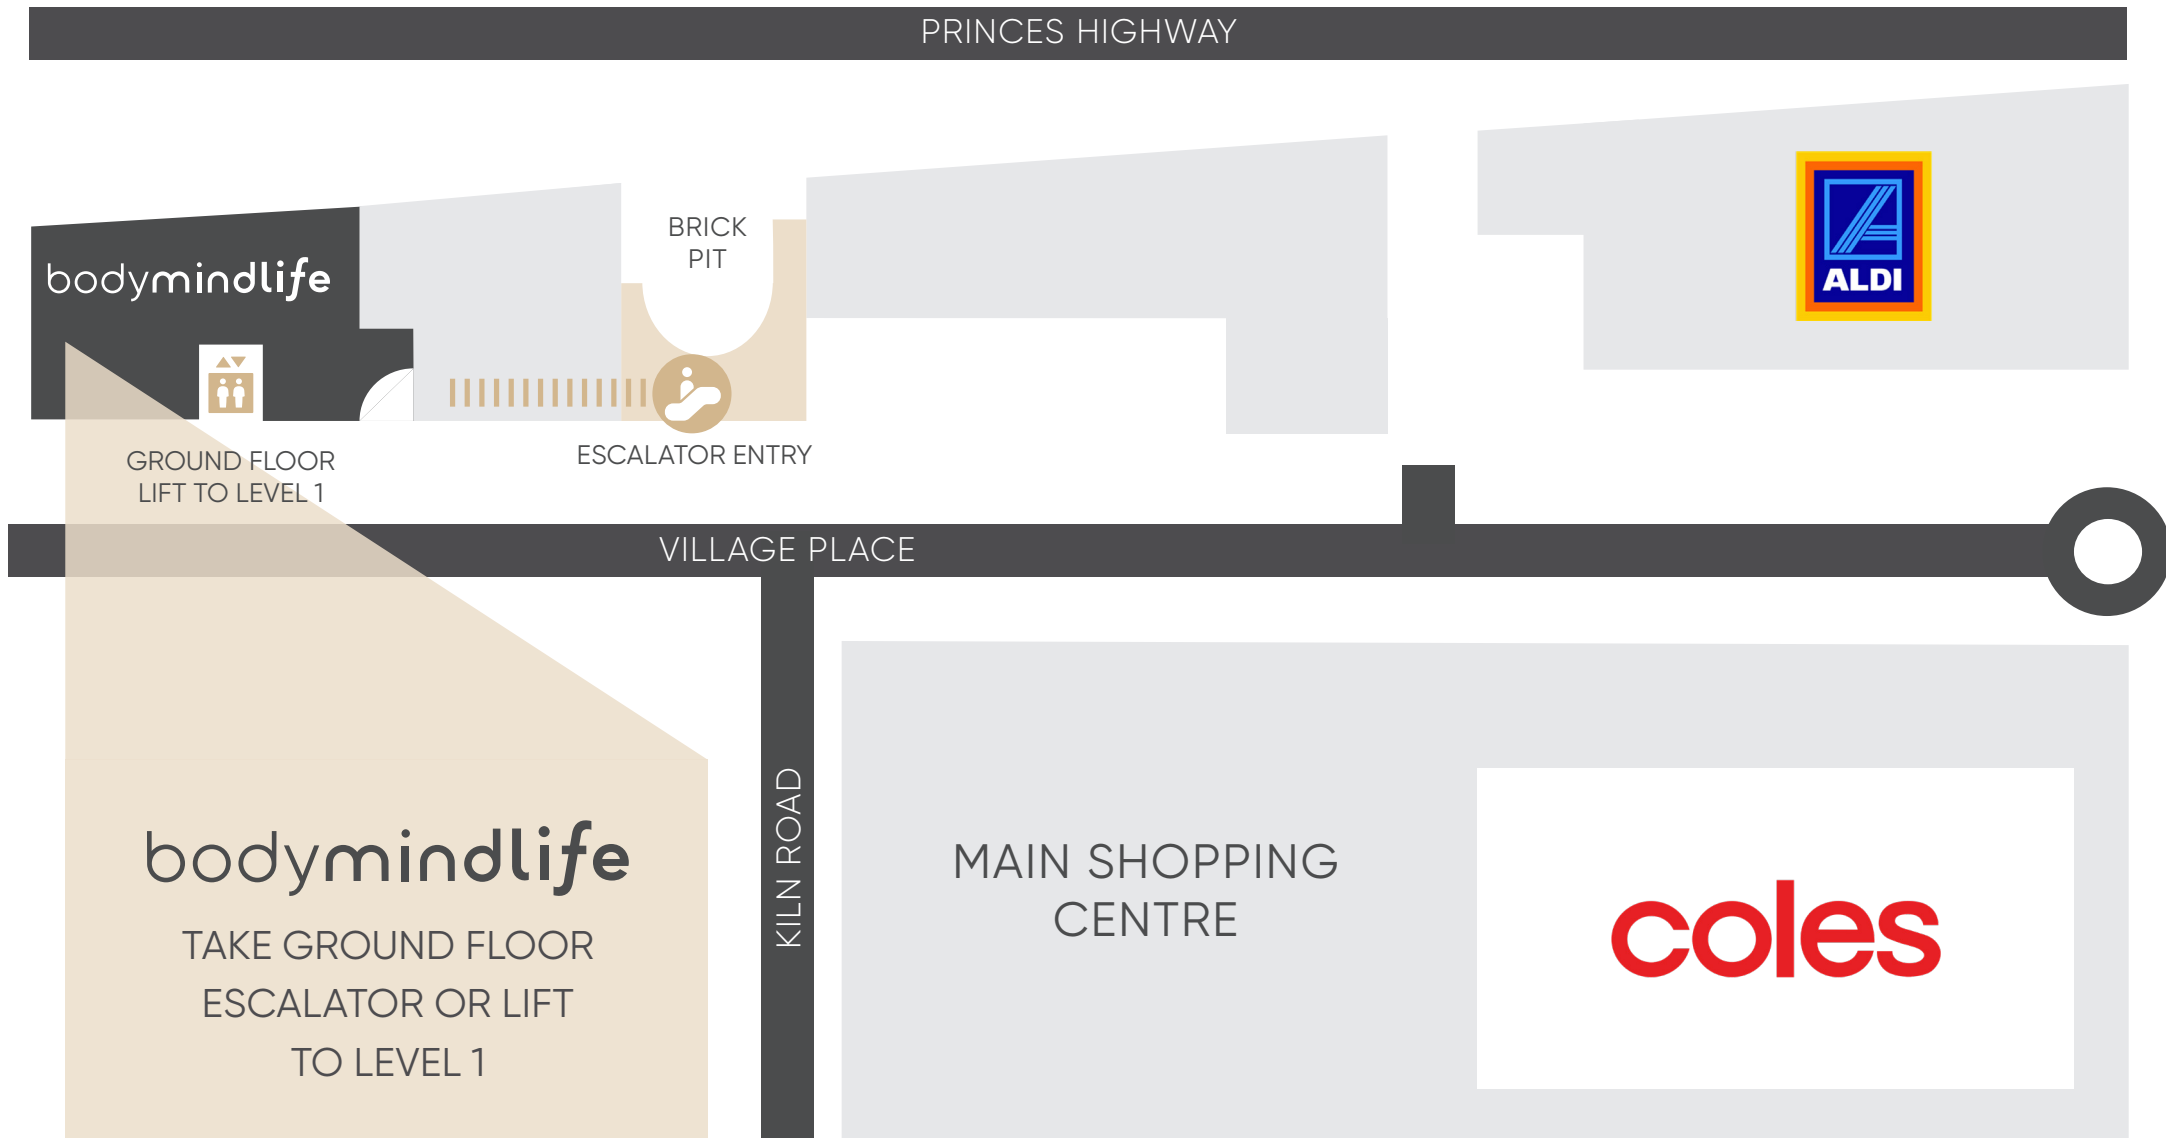 PRINCES HIGHWAY
BRICK
PIT
bodymindlife
ALDI
GROUND FLOOR
LIFT TO LEVEL 1
ESCALATOR ENTRY
VILLAGE PLACE
KILN ROAD
bodymindlife
TAKE GROUND FLOOR
ESCALATOR OR LIFT
TO LEVEL 1
MAIN SHOPPING
CENTRE
coles